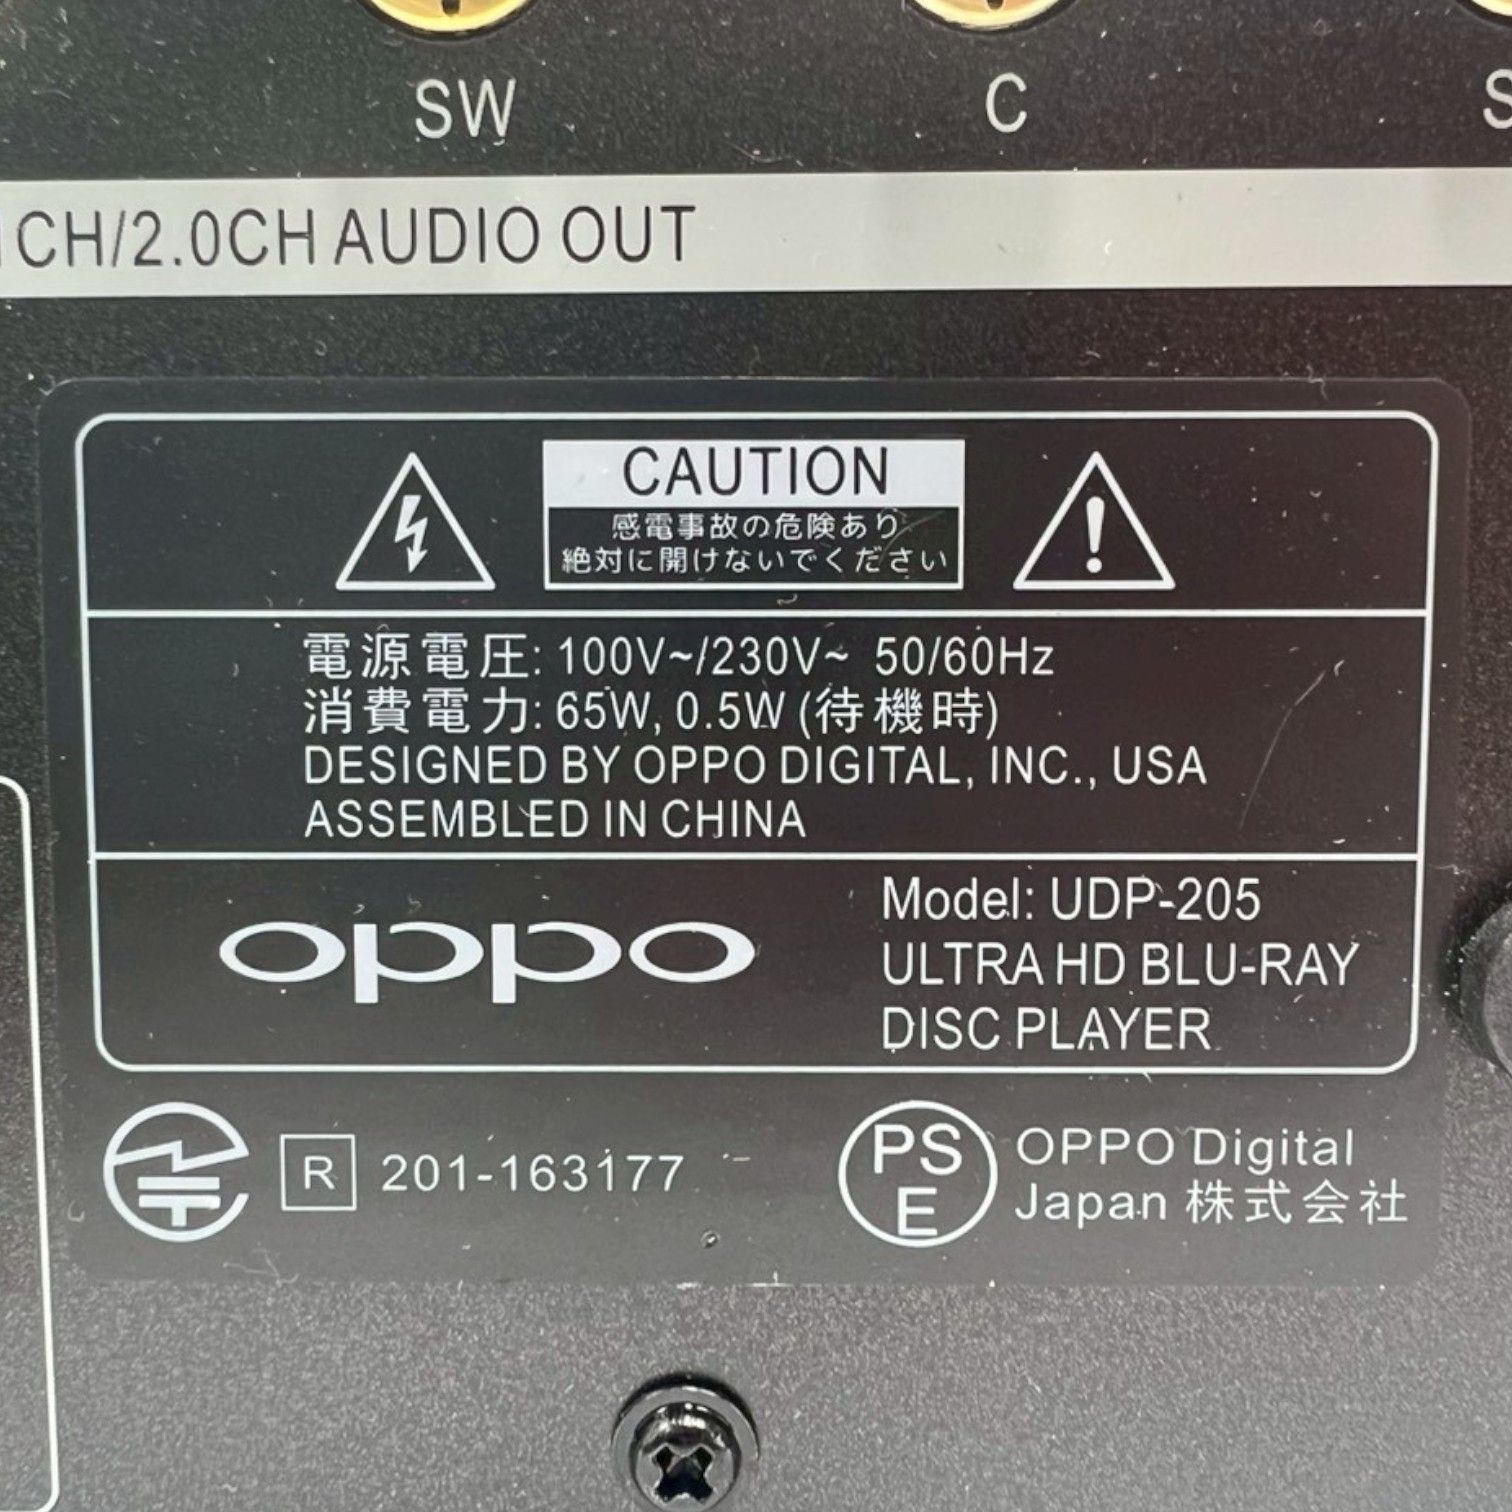 SW
C
CH/2.0CH AUDIO OUT
CAUTION
感電事故の危険あり
絶対に開けないでください
電源電圧: 100V~/230V~ 50/60Hz
消費電力: 65W, 0.5W (待機時)
DESIGNED BY OPPO DIGITAL, INC., USA
ASSEMBLED IN CHINA
oppo
Model: UDP-205
ULTRA HD BLU-RAY
DISC PLAYER
R 201-163177
PS
E
OPPO Digital
Japan 株式会社